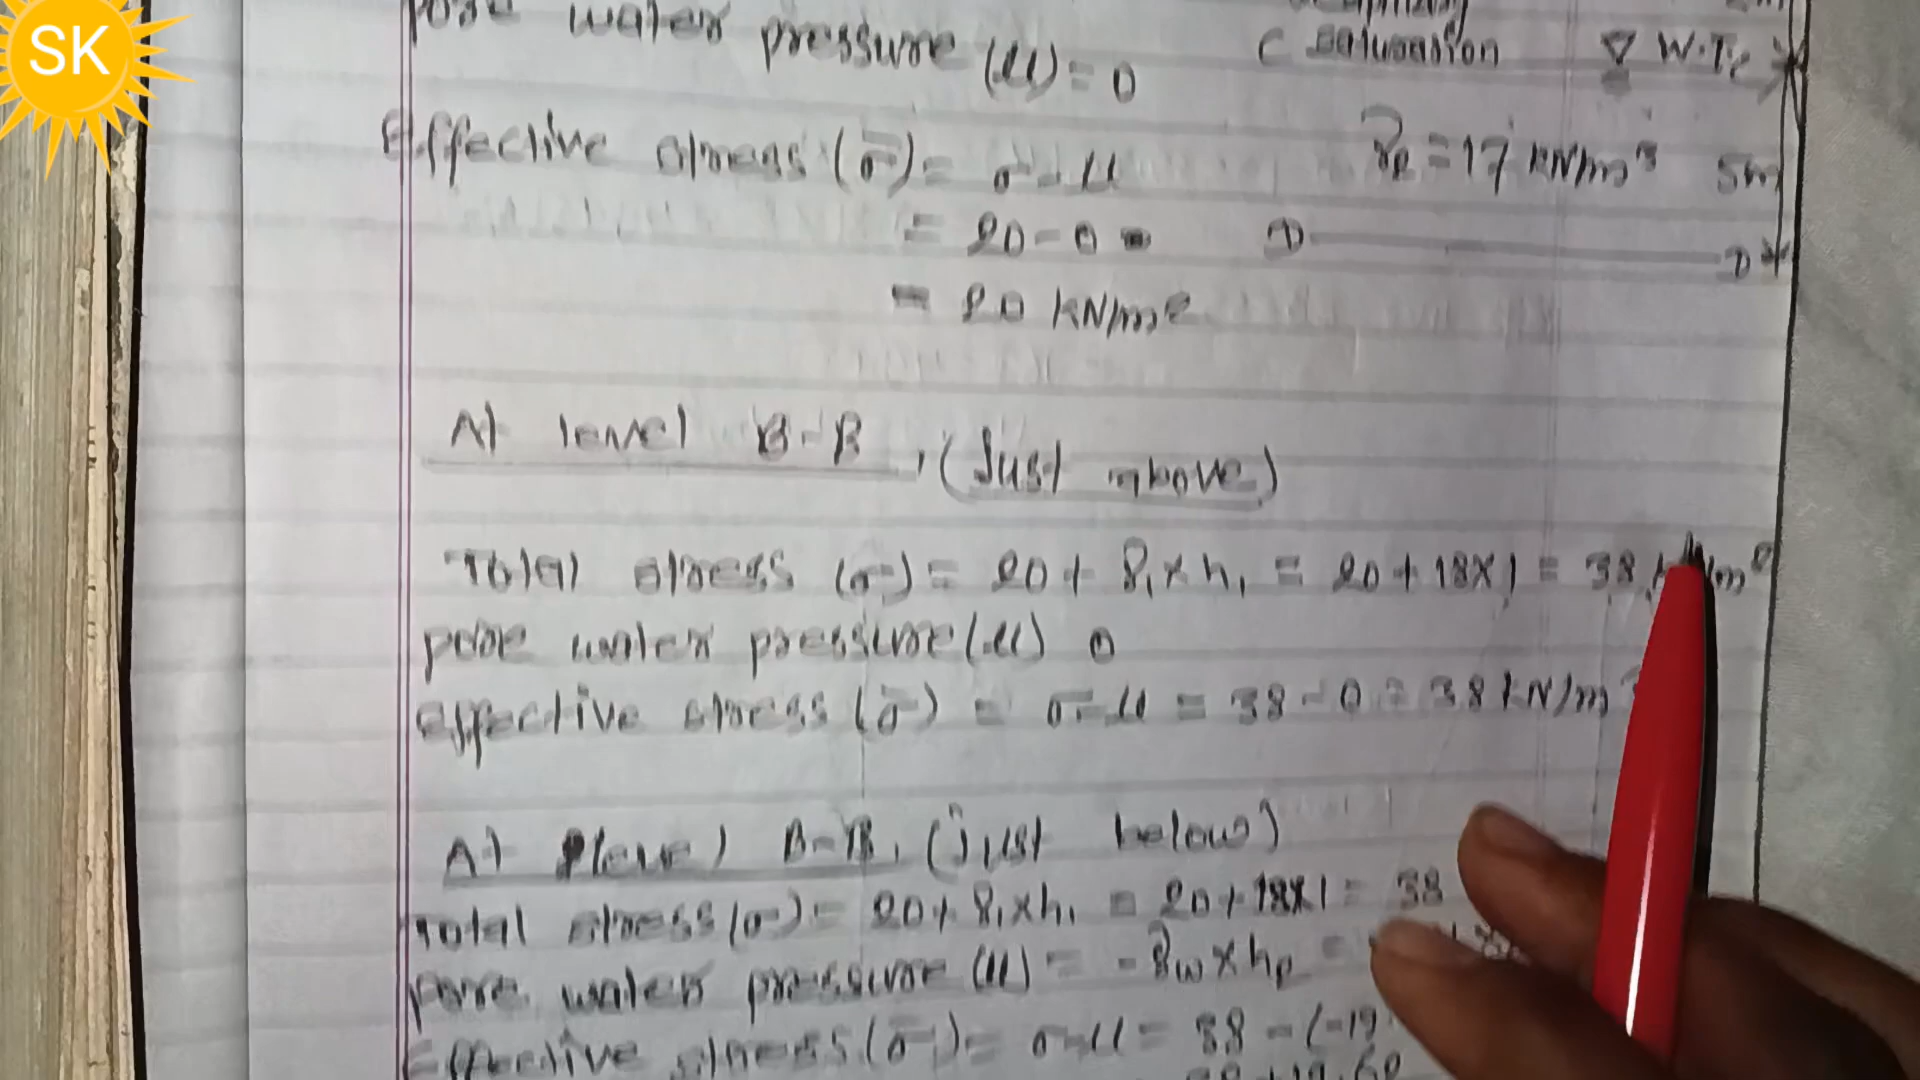 SK
pore water pressure (u) = 0
( saturation
W.T
Effective stress (σ̄) = σ - u
γ2 = 17 kN/m³ 5m
= 20 - 0 =
= 20 kN/m2
At level B-B, (Just above)
Total stress (σ) = 20 + γ1 x h1 = 20 + 18 x 1 = 38
pore water pressure (u) 0
effective stress (σ̄) = σ - u = 38 - 0 = 38 kN/m
At level B-B, (just below)
Total stress (σ) = 20 + γ1 x h1 = 20 + 18 x 1 = 38
pore water pressure (u) = - γw x hp =
Effective stress (σ̄) = σ - u = 38 - (-19